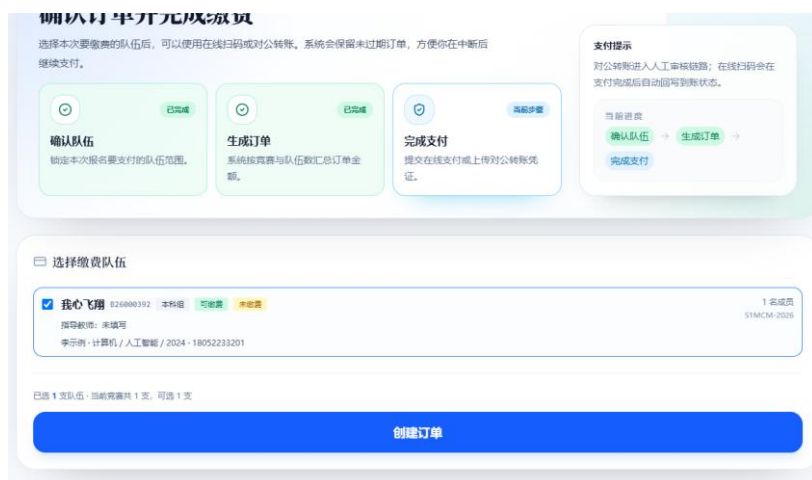 确认订单并完成缴费
选择本次要缴费的队伍后，可以使用在线扫码或对公转账。系统会保留未过期订单，方便你在中断后
继续支付。
已完成
确认队伍
锁定本次报名要支付的队伍范围。
已完成
生成订单
系统按竞赛与队伍数汇总订单金
额。
当前步骤
完成支付
提交在线支付或上传对公转账凭
证。
支付提示
对公转账进入人工审核链路；在线扫码会在
支付完成后自动回写到账状态。
当前进度
确认队伍 → 生成订单 →
完成支付
选择缴费队伍
我心飞翔 B26000392 本科组 可缴费 未缴费
1 名成员
指导教师：未填写
51MCM-2026
李示例 · 计算机 / 人工智能 / 2024 · 18052233201
已选 1 支队伍 · 当前竞赛共 1 支，可选 1 支
创建订单